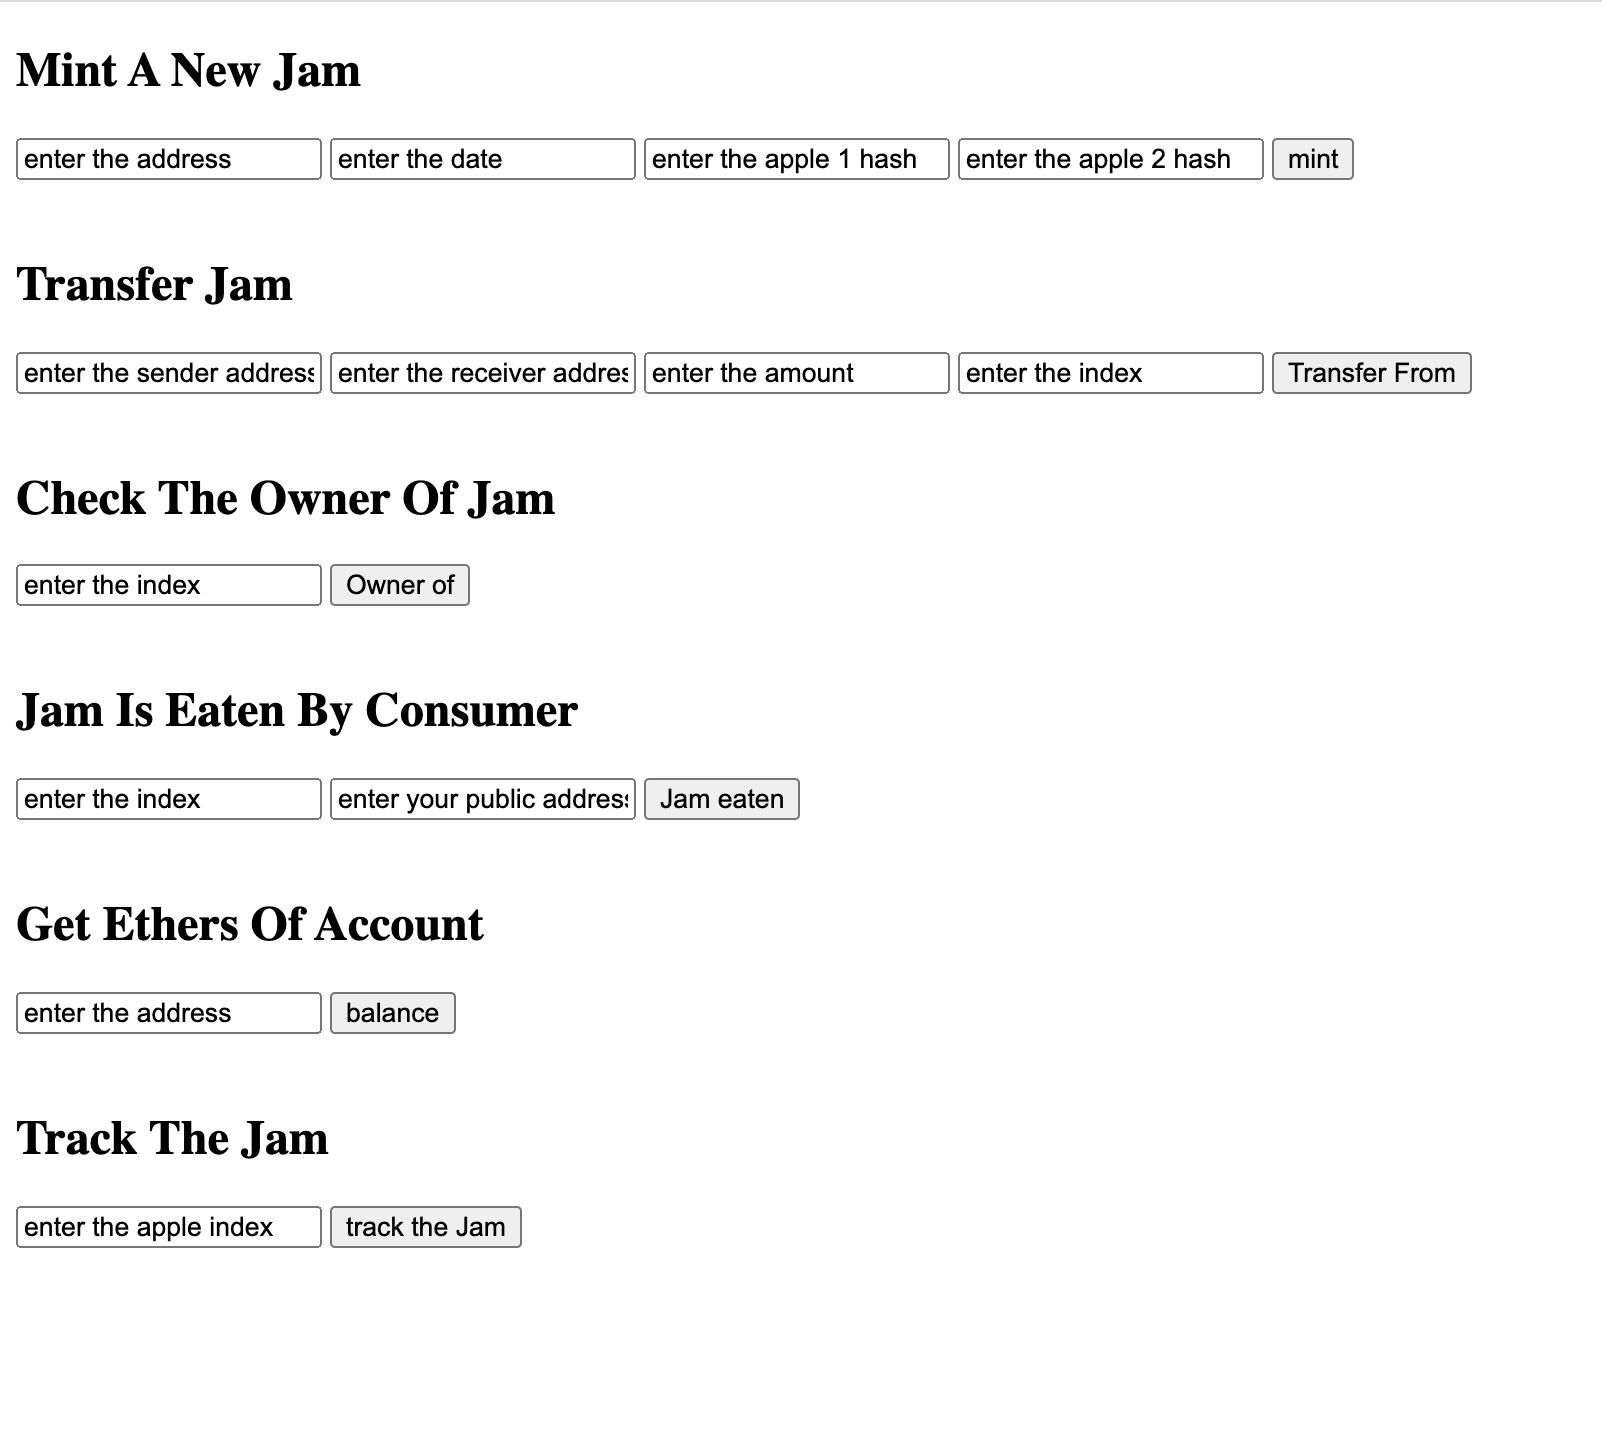 Mint A New Jam
enter the address enter the date enter the apple 1 hash enter the apple 2 hash mint
Transfer Jam
enter the sender address enter the receiver addres enter the amount enter the index Transfer From
Check The Owner Of Jam
enter the index Owner of
Jam Is Eaten By Consumer
enter the index enter your public address Jam eaten
Get Ethers Of Account
enter the address balance
Track The Jam
enter the apple index track the Jam